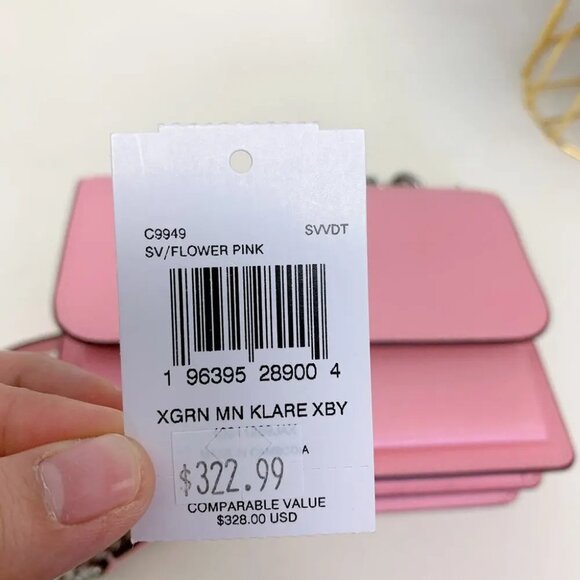 C9949 SVVDT
SV/FLOWER PINK
1 96395 28900 4
XGRN MN KLARE XBY
$322.99
COMPARABLE VALUE
$328.00 USD